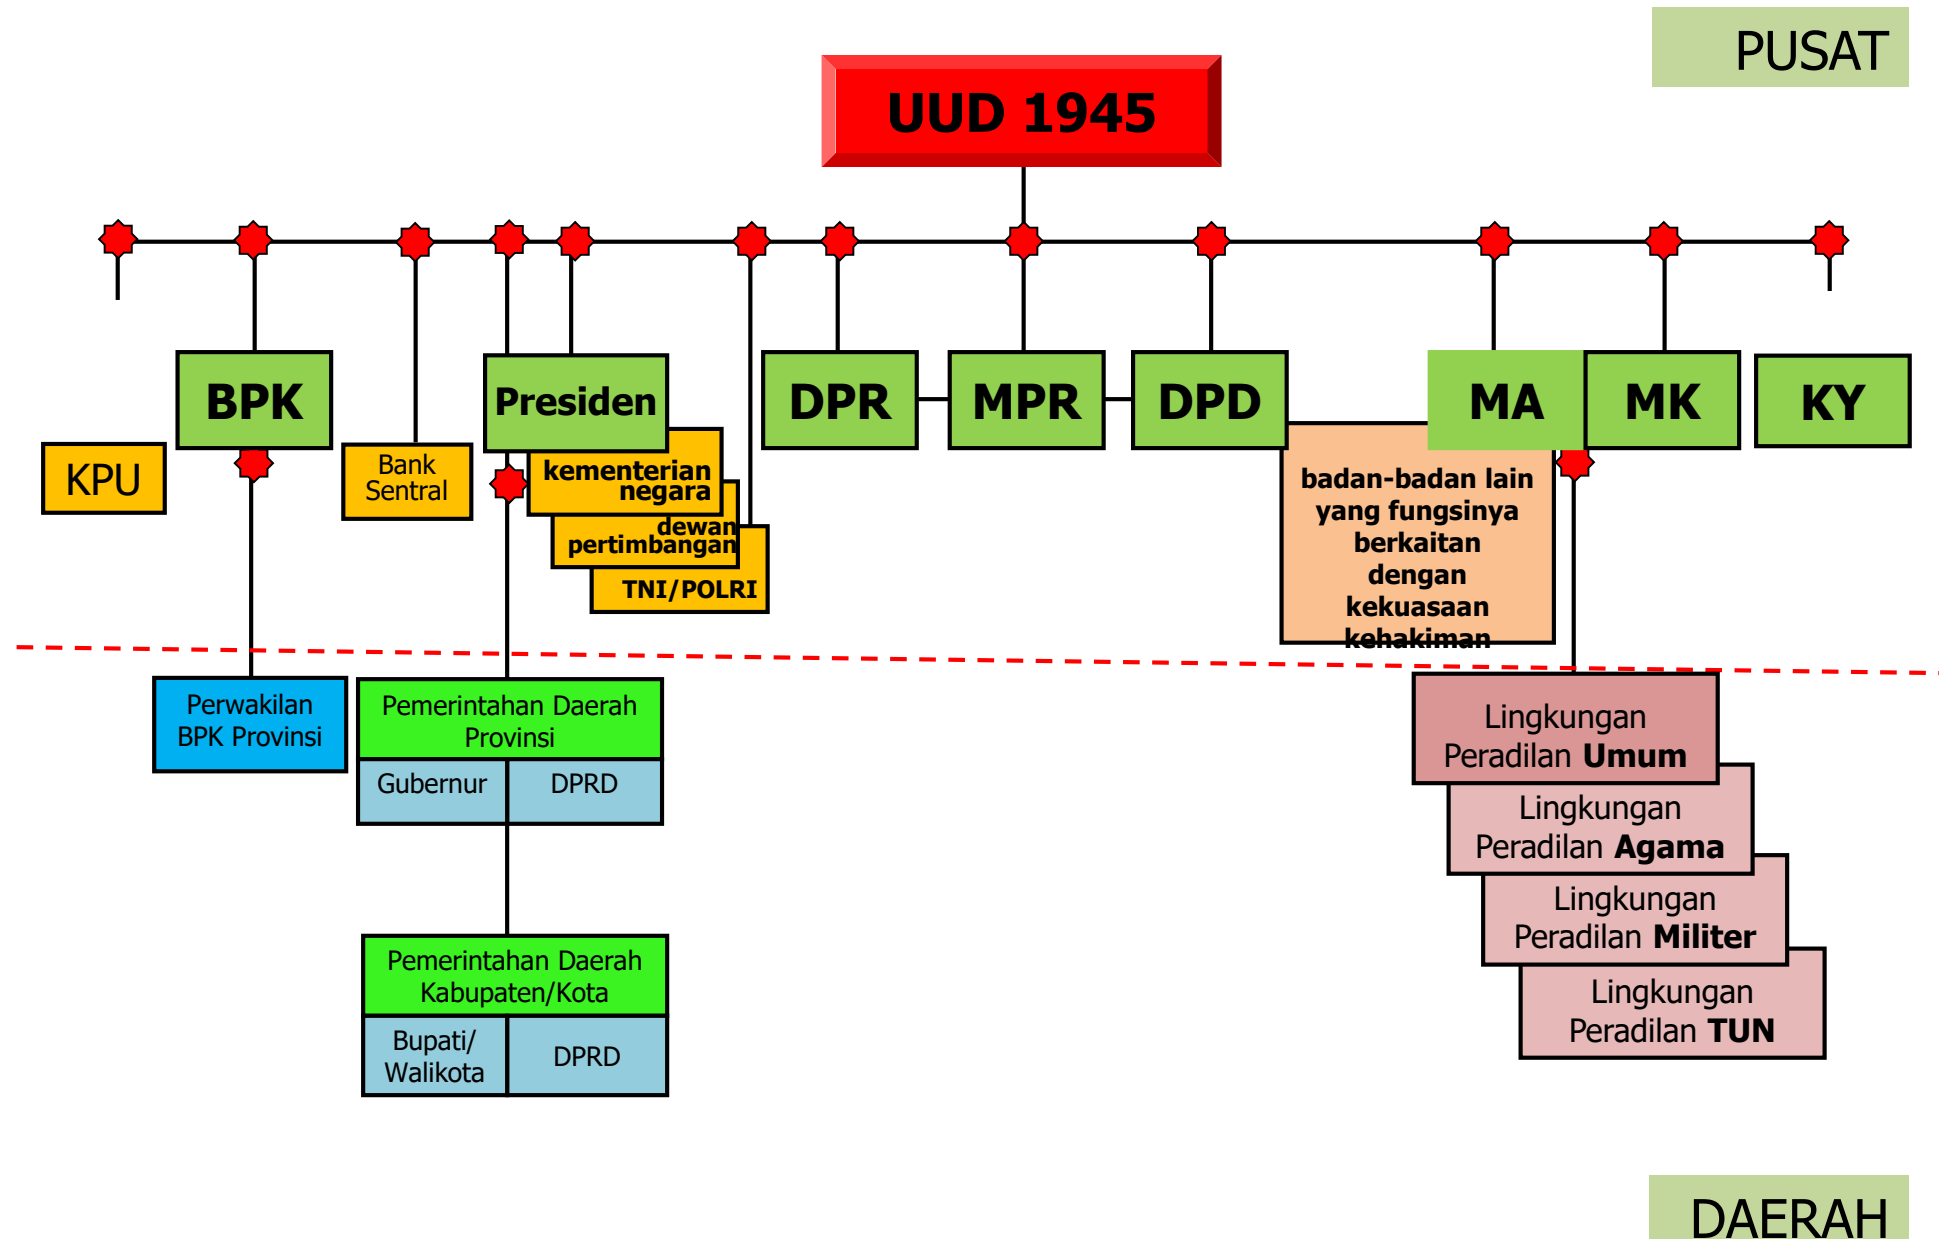 PUSAT
UUD 1945
BPK
Presiden
DPR
MPR
DPD
MA
MK
KY
KPU
Bank
Sentral
kementerian
negara
dewan
pertimbangan
TNI/POLRI
badan-badan lain
yang fungsinya
berkaitan
dengan
kekuasaan
kehakiman
Perwakilan
BPK Provinsi
Pemerintahan Daerah
Provinsi
Gubernur
DPRD
Pemerintahan Daerah
Kabupaten/Kota
Bupati/
Walikota
DPRD
Lingkungan
Peradilan Umum
Lingkungan
Peradilan Agama
Lingkungan
Peradilan Militer
Lingkungan
Peradilan TUN
DAERAH